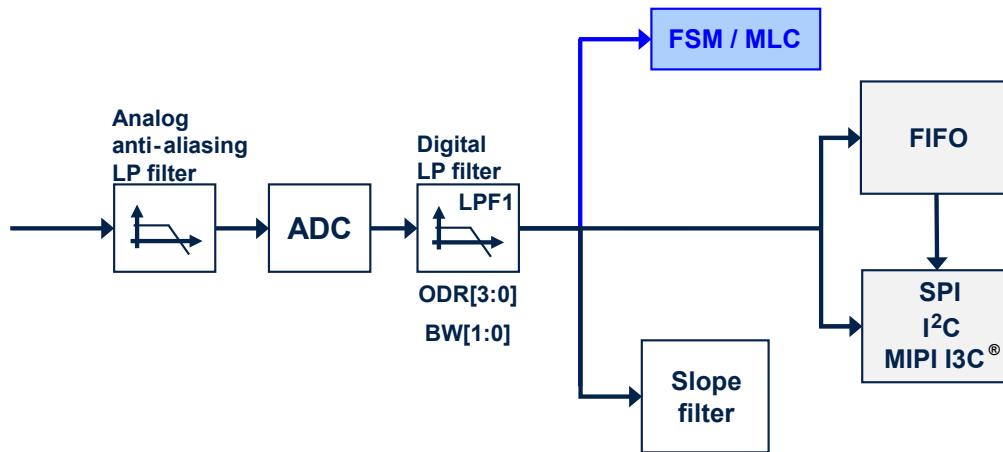 FSM / MLC
Analog
anti-aliasing
LP filter
ADC
Digital
LP filter
LPF1
ODR[3:0]
BW[1:0]
FIFO
SPI
I²C
MIPI I3C®
Slope
filter